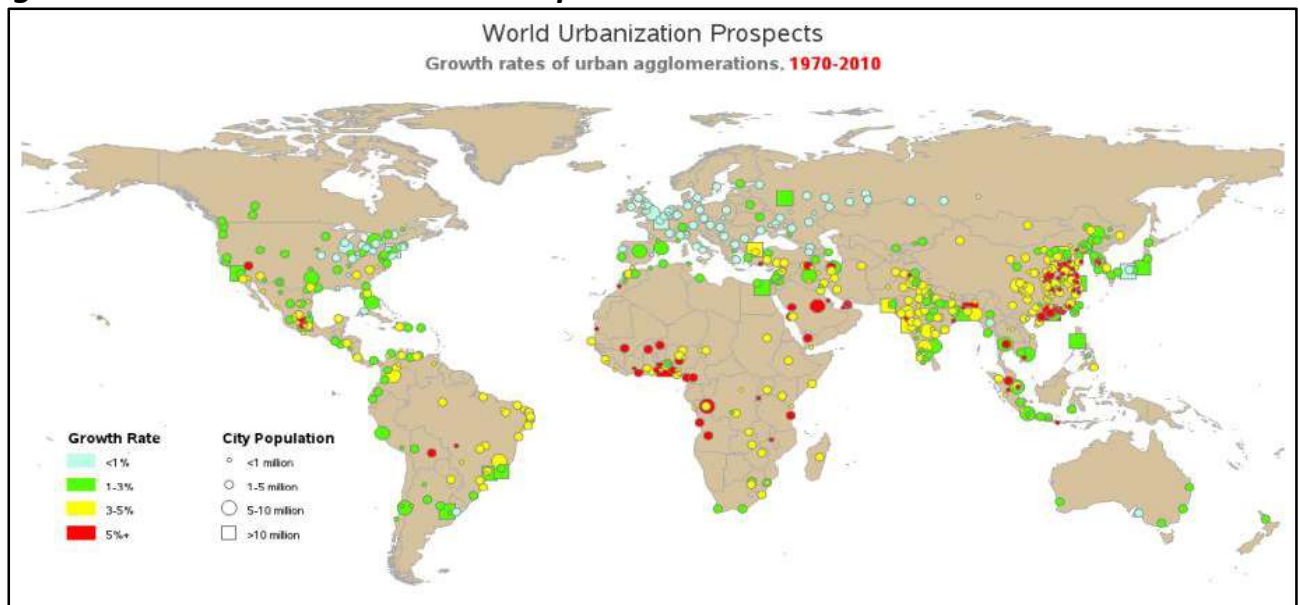 World Urbanization Prospects
Growth rates of urban agglomerations, 1970-2010
Growth Rate
<1%
1-3%
3-5%
5%+
City Population
<1 million
1-5 million
5-10 million
>10 million